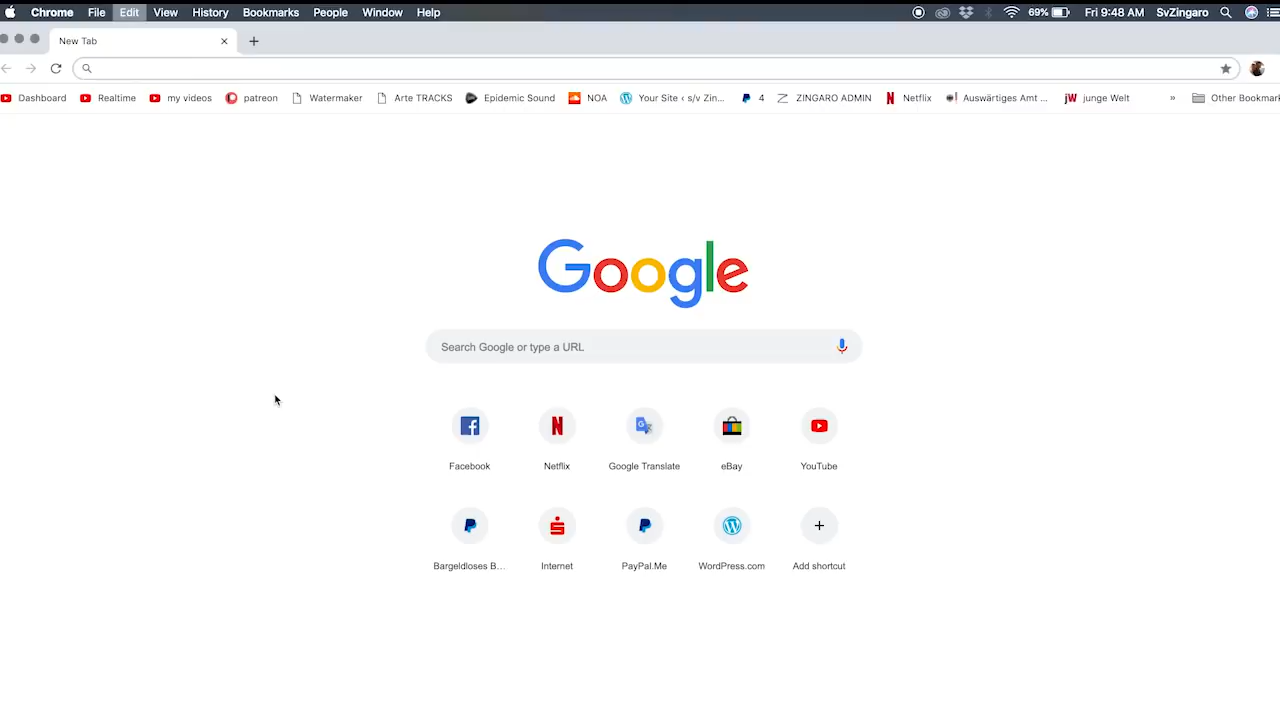 Chrome File Edit View History Bookmarks People Window Help 69% Fri 9:48 AM SvZingaro
New Tab
Dashboard Realtime my videos patreon Watermaker Arte TRACKS Epidemic Sound NOA Your Site ‹ s/v Zin... 4 ZINGARO ADMIN Netflix Auswärtiges Amt ... junge Welt » Other Bookmark
Google
Search Google or type a URL
Facebook Netflix Google Translate eBay YouTube
Bargeldloses B... Internet PayPal.Me WordPress.com Add shortcut